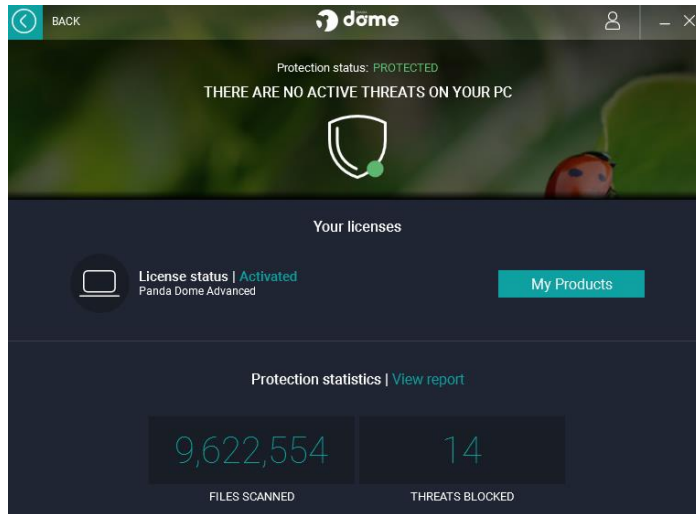 BACK
dome
Protection status: PROTECTED
THERE ARE NO ACTIVE THREATS ON YOUR PC
Your licenses
License status | Activated
Panda Dome Advanced
My Products
Protection statistics | View report
9,622,554
14
FILES SCANNED
THREATS BLOCKED